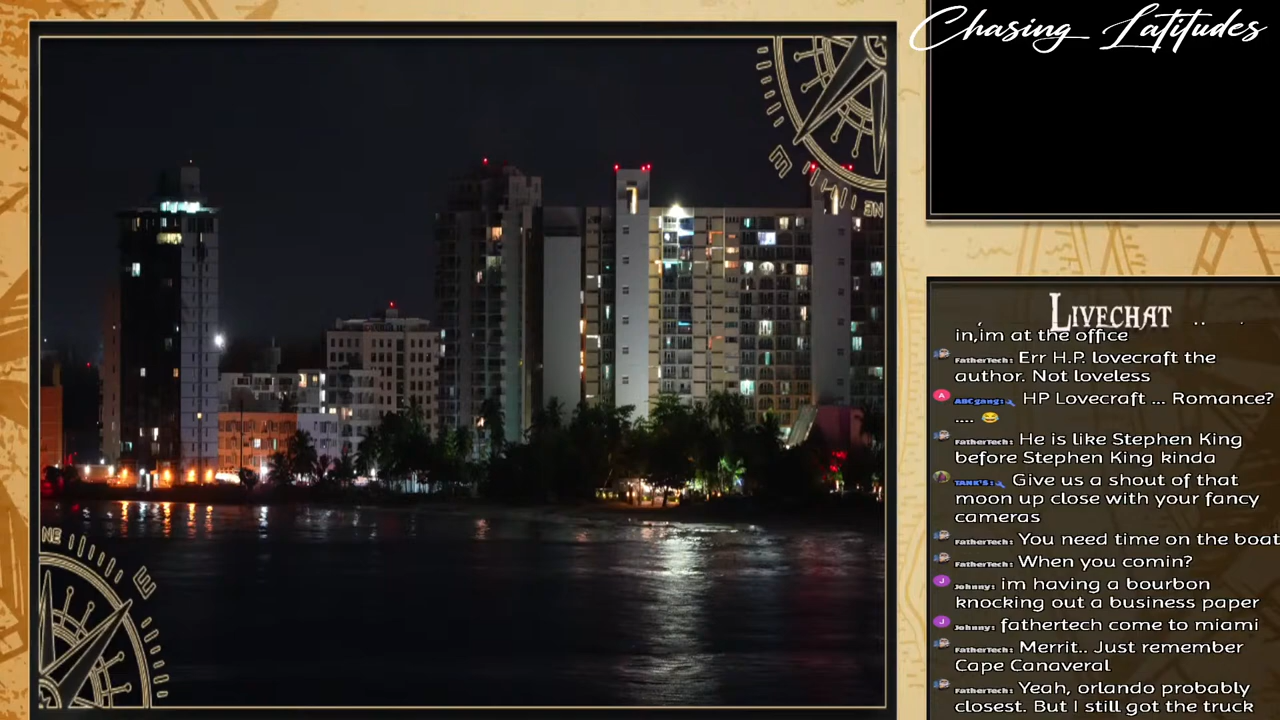 Chasing Latitudes
E
NE
LIVECHAT
in,im at the office
FatherTech: Err H.P. lovecraft the
author. Not loveless
ABCgang: HP Lovecraft ... Romance?
.... 😂
FatherTech: He is like Stephen King
before Stephen King kinda
TANK'S: Give us a shout of that
moon up close with your fancy
cameras
FatherTech: You need time on the boat
FatherTech: When you comin?
Johnny: im having a bourbon
knocking out a business paper
Johnny: fathertech come to miami
FatherTech: Merrit.. Just remember
Cape Canaveral
FatherTech: Yeah, orlando probably
closest. But I still got the truck
NE
E